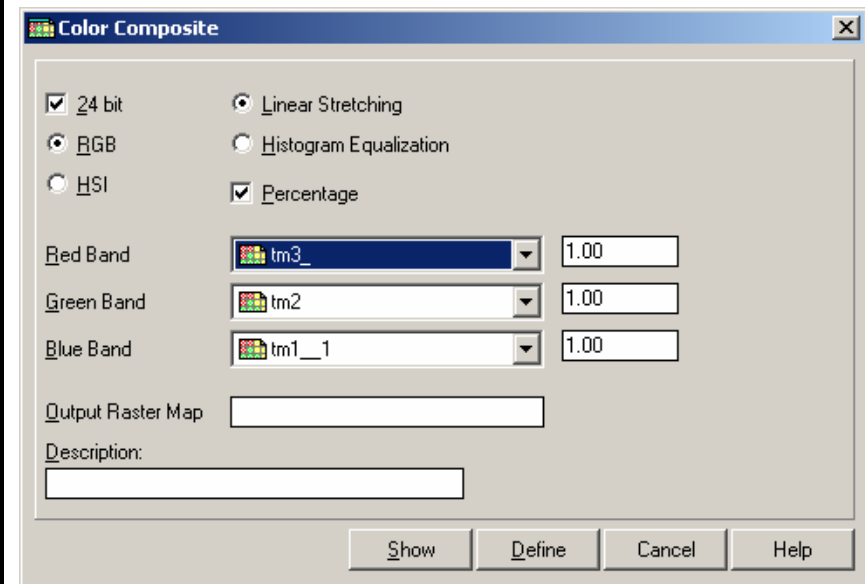 Color Composite
24 bit
Linear Stretching
RGB
Histogram Equalization
HSI
Percentage
Red Band
tm3_
1.00
Green Band
tm2
1.00
Blue Band
tm1__1
1.00
Output Raster Map
Description:
Show
Define
Cancel
Help